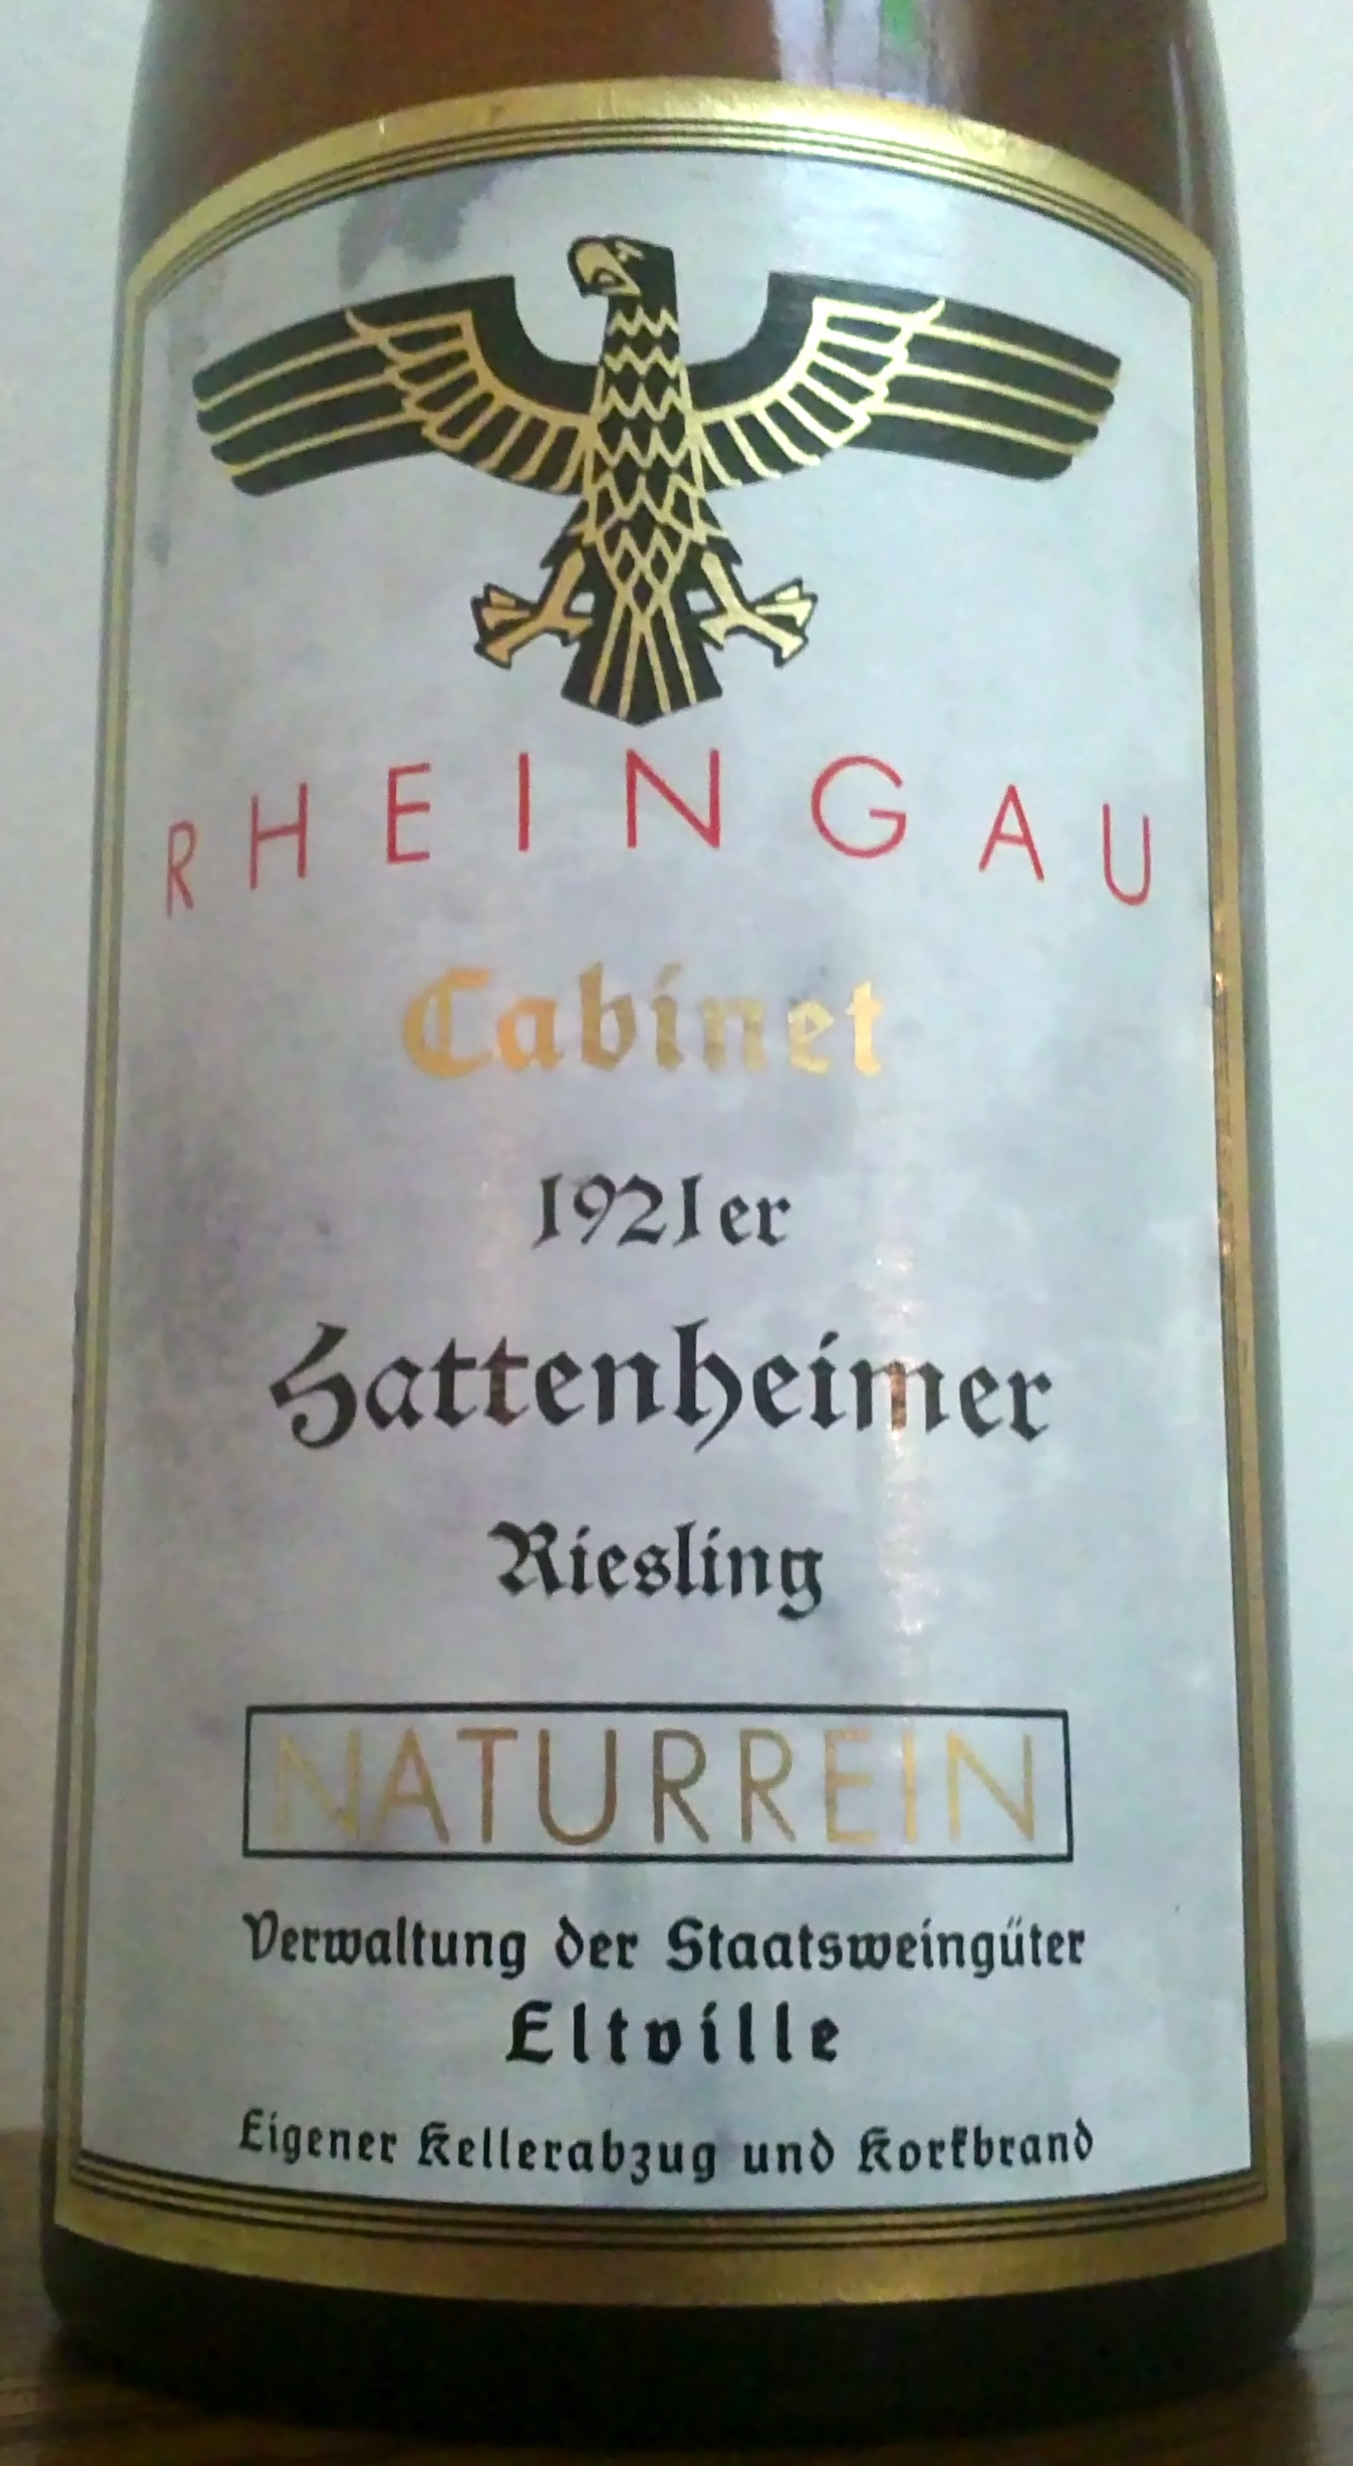 RHEINGAU
Cabinet
1921er
Hattenheimer
Riesling
NATURREIN
Verwaltung der Staatsweingüter
Eltville
Eigener Kellerabzug und Korkbrand